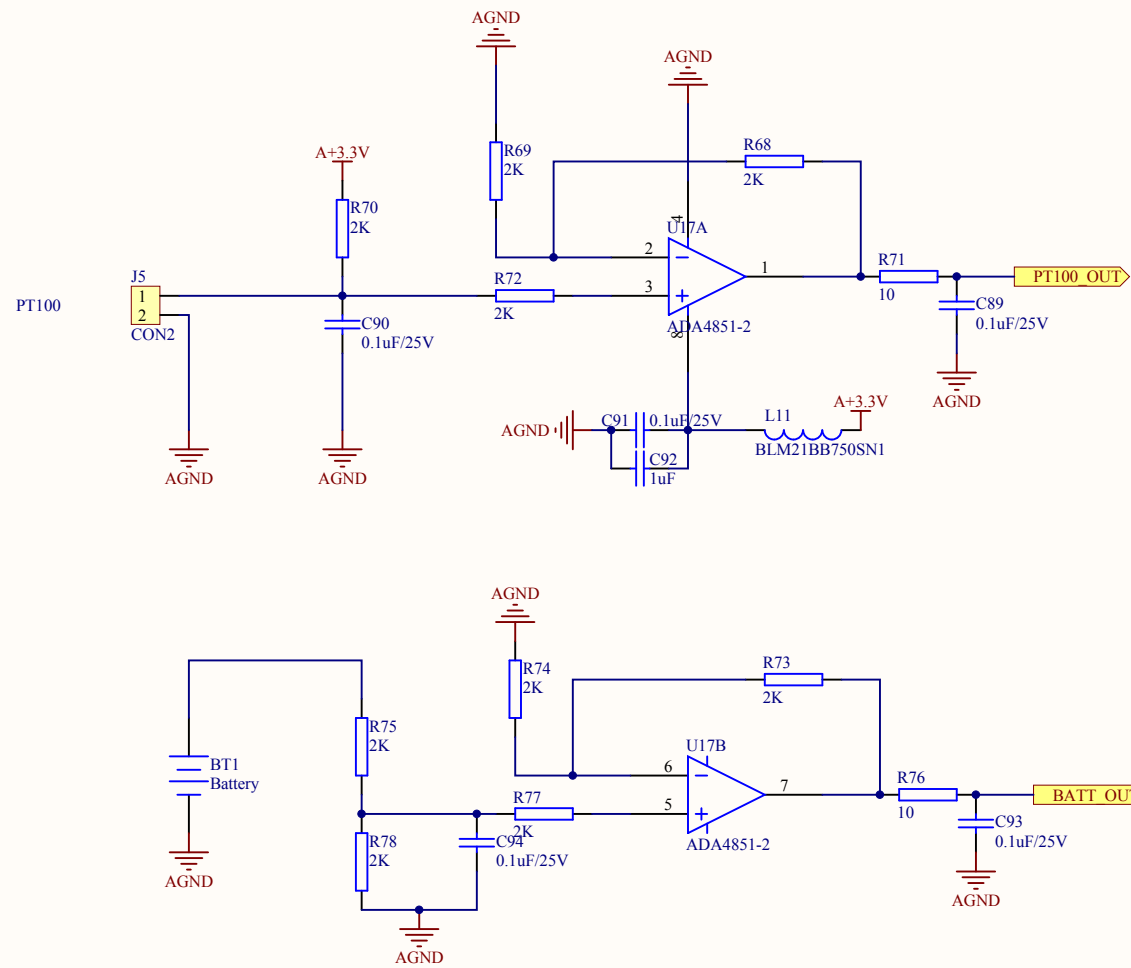 AGND
AGND
R69
2K
R68
2K
A+3.3V
R70
2K
4
U17A
2
3
1
8
ADA4851-2
R72
2K
J5
1
2
CON2
PT100
C90
0.1uF/25V
R71
10
PT100_OUT
C89
0.1uF/25V
AGND
A+3.3V
L11
BLM21BB750SN1
AGND
C91
0.1uF/25V
C92
1uF
AGND
AGND
AGND
R74
2K
R73
2K
R75
2K
U17B
6
5
7
ADA4851-2
BT1
Battery
R77
2K
R76
10
BATT_OUT
R78
2K
C94
0.1uF/25V
C93
0.1uF/25V
AGND
AGND
AGND